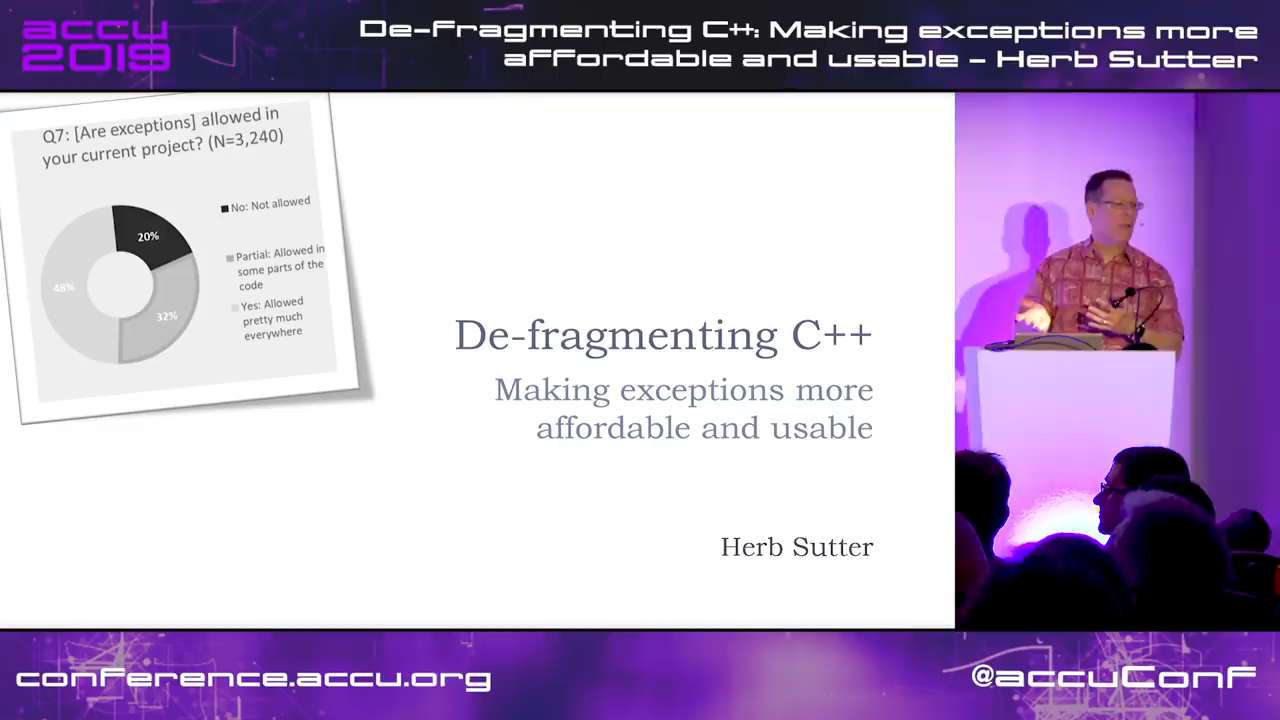 accu
2019
De-Fragmenting C++: Making exceptions more
affordable and usable - Herb Sutter
Q7: [Are exceptions] allowed in
your current project? (N=3,240)
No: Not allowed
20%
Partial: Allowed in
some parts of the
code
48%
32%
Yes: Allowed
pretty much
everywhere
De-fragmenting C++
Making exceptions more
affordable and usable
Herb Sutter
conference.accu.org
@accuConf